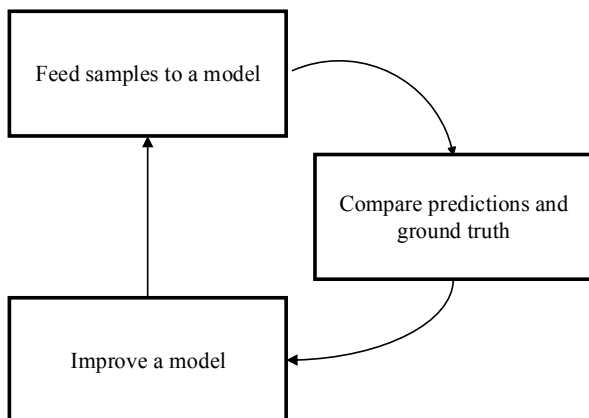 Feed samples to a model
Compare predictions and
ground truth
Improve a model